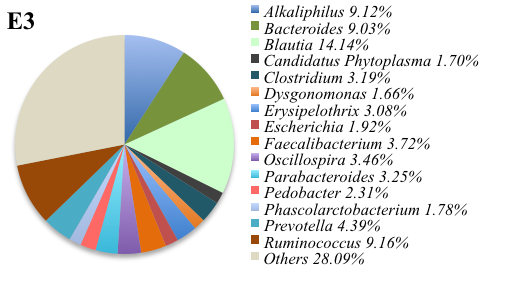 E3
Alkaliphilus 9.12%
Bacteroides 9.03%
Blautia 14.14%
Candidatus Phytoplasma 1.70%
Clostridium 3.19%
Dysgonomonas 1.66%
Erysipelothrix 3.08%
Escherichia 1.92%
Faecalibacterium 3.72%
Oscillospira 3.46%
Parabacteroides 3.25%
Pedobacter 2.31%
Phascolarctobacterium 1.78%
Prevotella 4.39%
Ruminococcus 9.16%
Others 28.09%